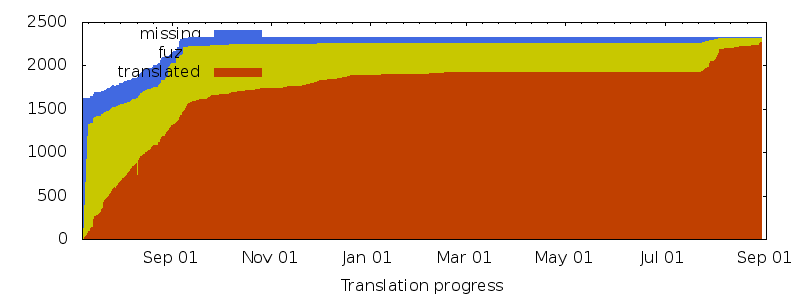 2500
2000
1500
1000
500
0
missing
fuz
translated
Sep 01 Nov 01 Jan 01 Mar 01 May 01 Jul 01 Sep 01
Translation progress